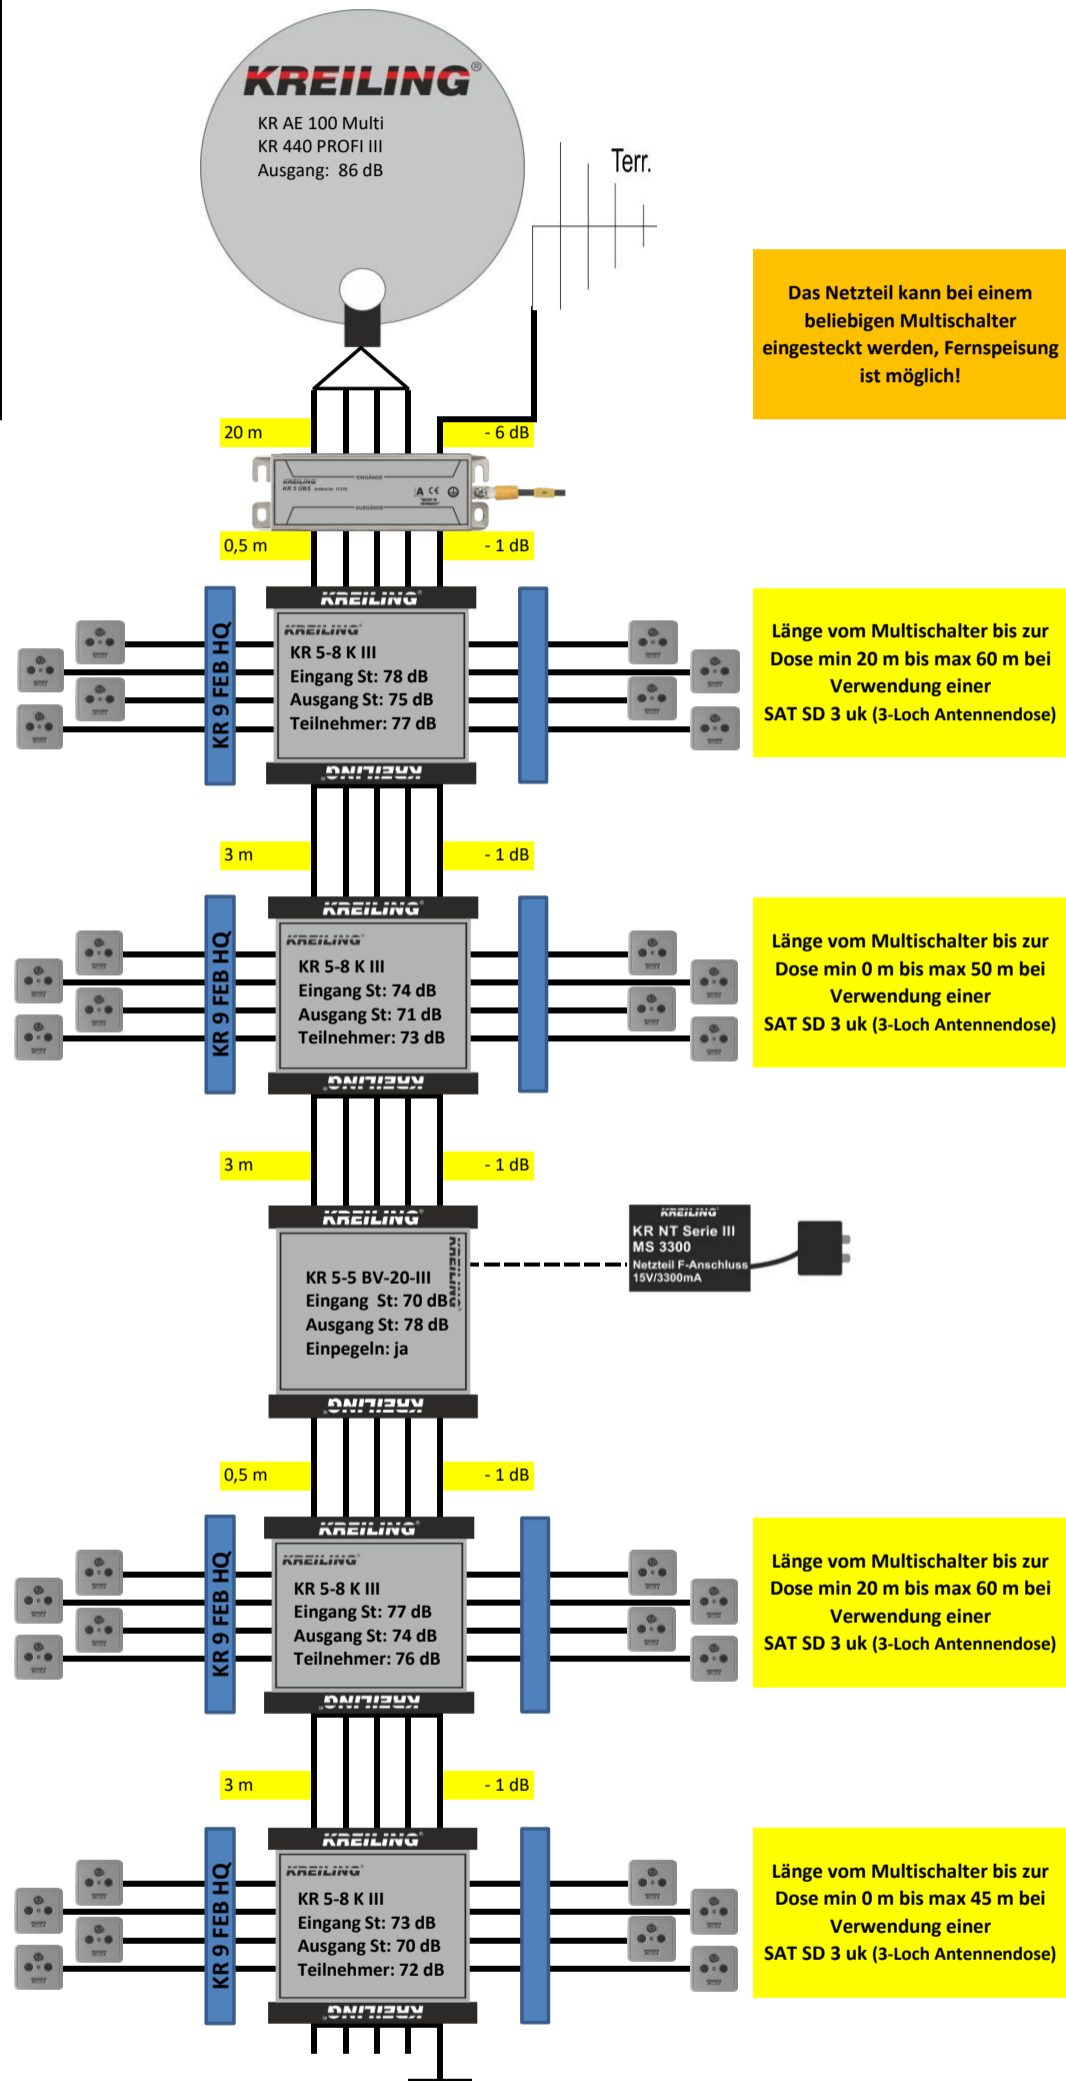 KREILING®
KR AE 100 Multi
KR 440 PROFI III
Ausgang: 86 dB
Terr.
Das Netzteil kann bei einem
beliebigen Multischalter
eingesteckt werden, Fernspeisung
ist möglich!
20 m
- 6 dB
EINGÄNGE
KREILING
KR 5 ÜBS
AUSGÄNGE
0,5 m
- 1 dB
KREILING®
KR 9 FEB HQ
KREILING®
KR 5-8 K III
Eingang St: 78 dB
Ausgang St: 75 dB
Teilnehmer: 77 dB
KREILING®
Länge vom Multischalter bis zur
Dose min 20 m bis max 60 m bei
Verwendung einer
SAT SD 3 uk (3-Loch Antennendose)
3 m
- 1 dB
KREILING®
KR 9 FEB HQ
KREILING®
KR 5-8 K III
Eingang St: 74 dB
Ausgang St: 71 dB
Teilnehmer: 73 dB
KREILING®
Länge vom Multischalter bis zur
Dose min 0 m bis max 50 m bei
Verwendung einer
SAT SD 3 uk (3-Loch Antennendose)
3 m
- 1 dB
KREILING®
KREILING
KR 5-5 BV-20-III
Eingang St: 70 dB
Ausgang St: 78 dB
Einpegeln: ja
KREILING®
KREILING®
KR NT Serie III
MS 3300
Netzteil F-Anschluss
15V/3300mA
0,5 m
- 1 dB
KREILING®
KR 9 FEB HQ
KREILING®
KR 5-8 K III
Eingang St: 77 dB
Ausgang St: 74 dB
Teilnehmer: 76 dB
KREILING®
Länge vom Multischalter bis zur
Dose min 20 m bis max 60 m bei
Verwendung einer
SAT SD 3 uk (3-Loch Antennendose)
3 m
- 1 dB
KREILING®
KR 9 FEB HQ
KREILING®
KR 5-8 K III
Eingang St: 73 dB
Ausgang St: 70 dB
Teilnehmer: 72 dB
KREILING®
Länge vom Multischalter bis zur
Dose min 0 m bis max 45 m bei
Verwendung einer
SAT SD 3 uk (3-Loch Antennendose)